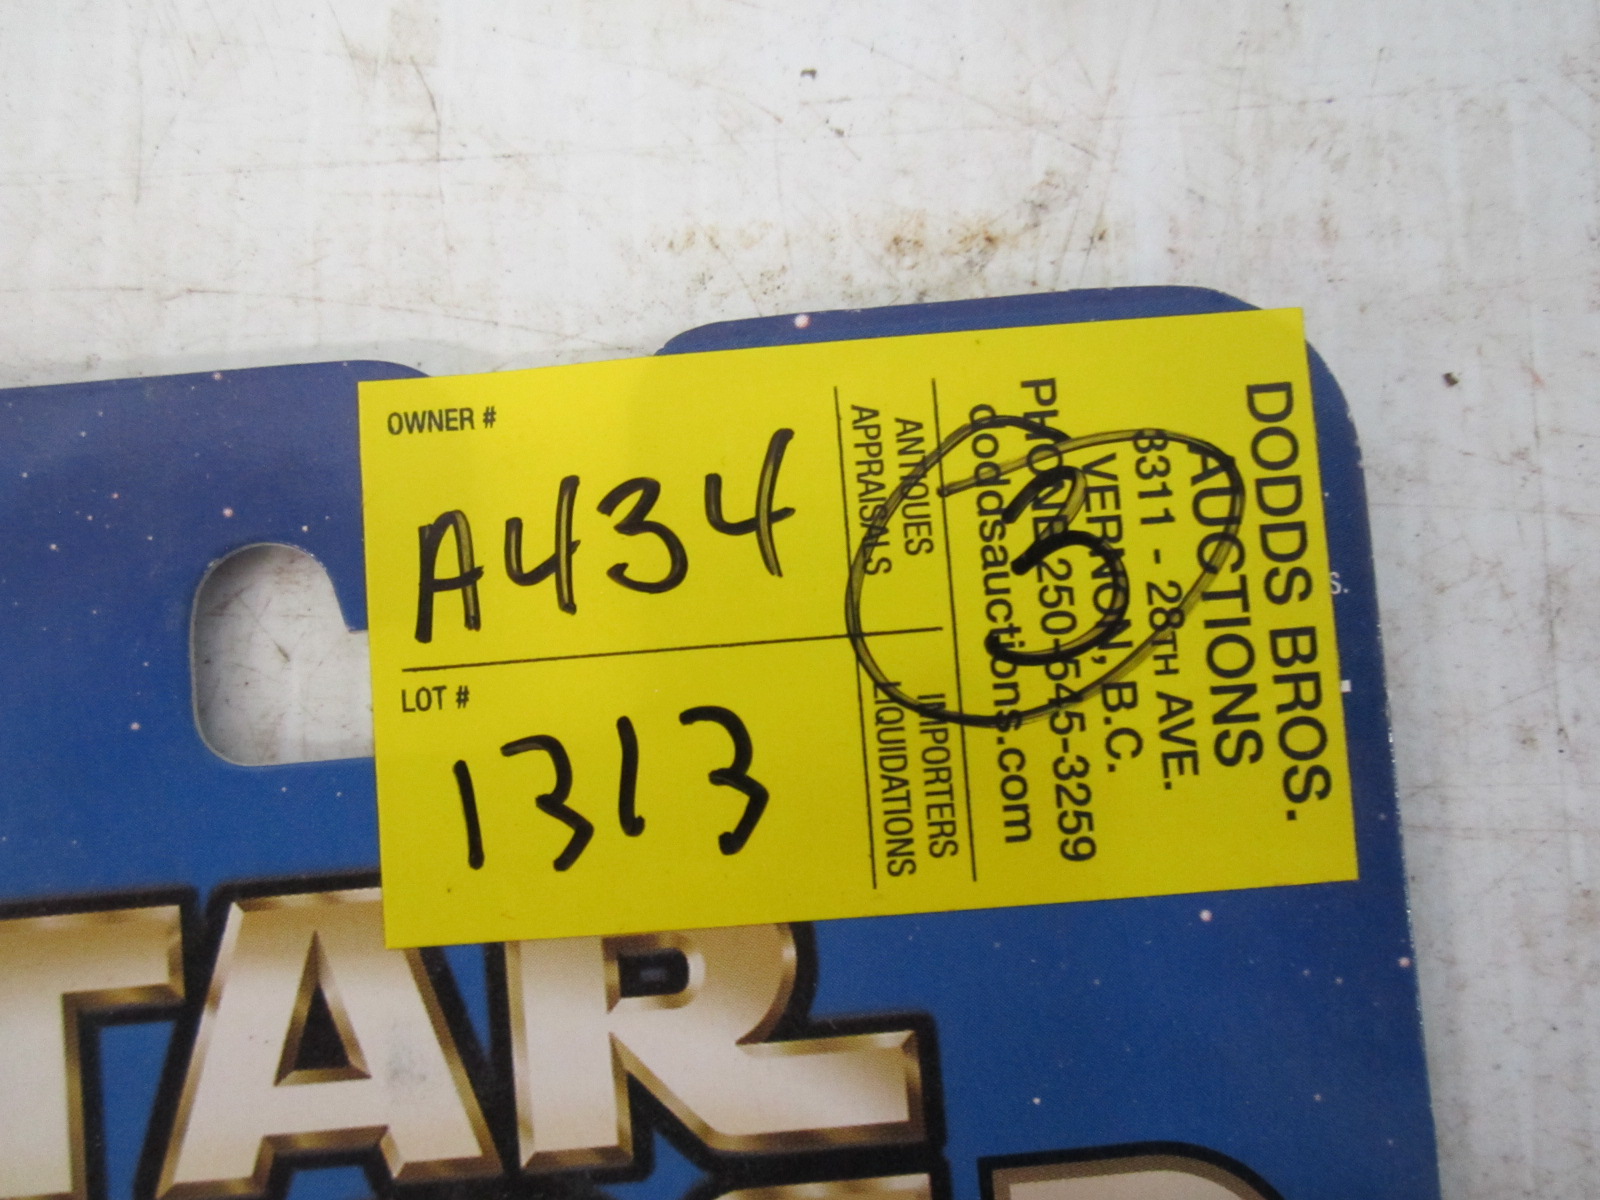 OWNER #
A434
LOT #
1313
DODDS BROS.
AUCTIONS
3311 - 28TH AVE.
VERNON, B.C.
PHONE 250-545-3259
doddsauctions.com
ANTIQUES IMPORTERS
APPRAISALS LIQUIDATIONS
3
S.
TAR